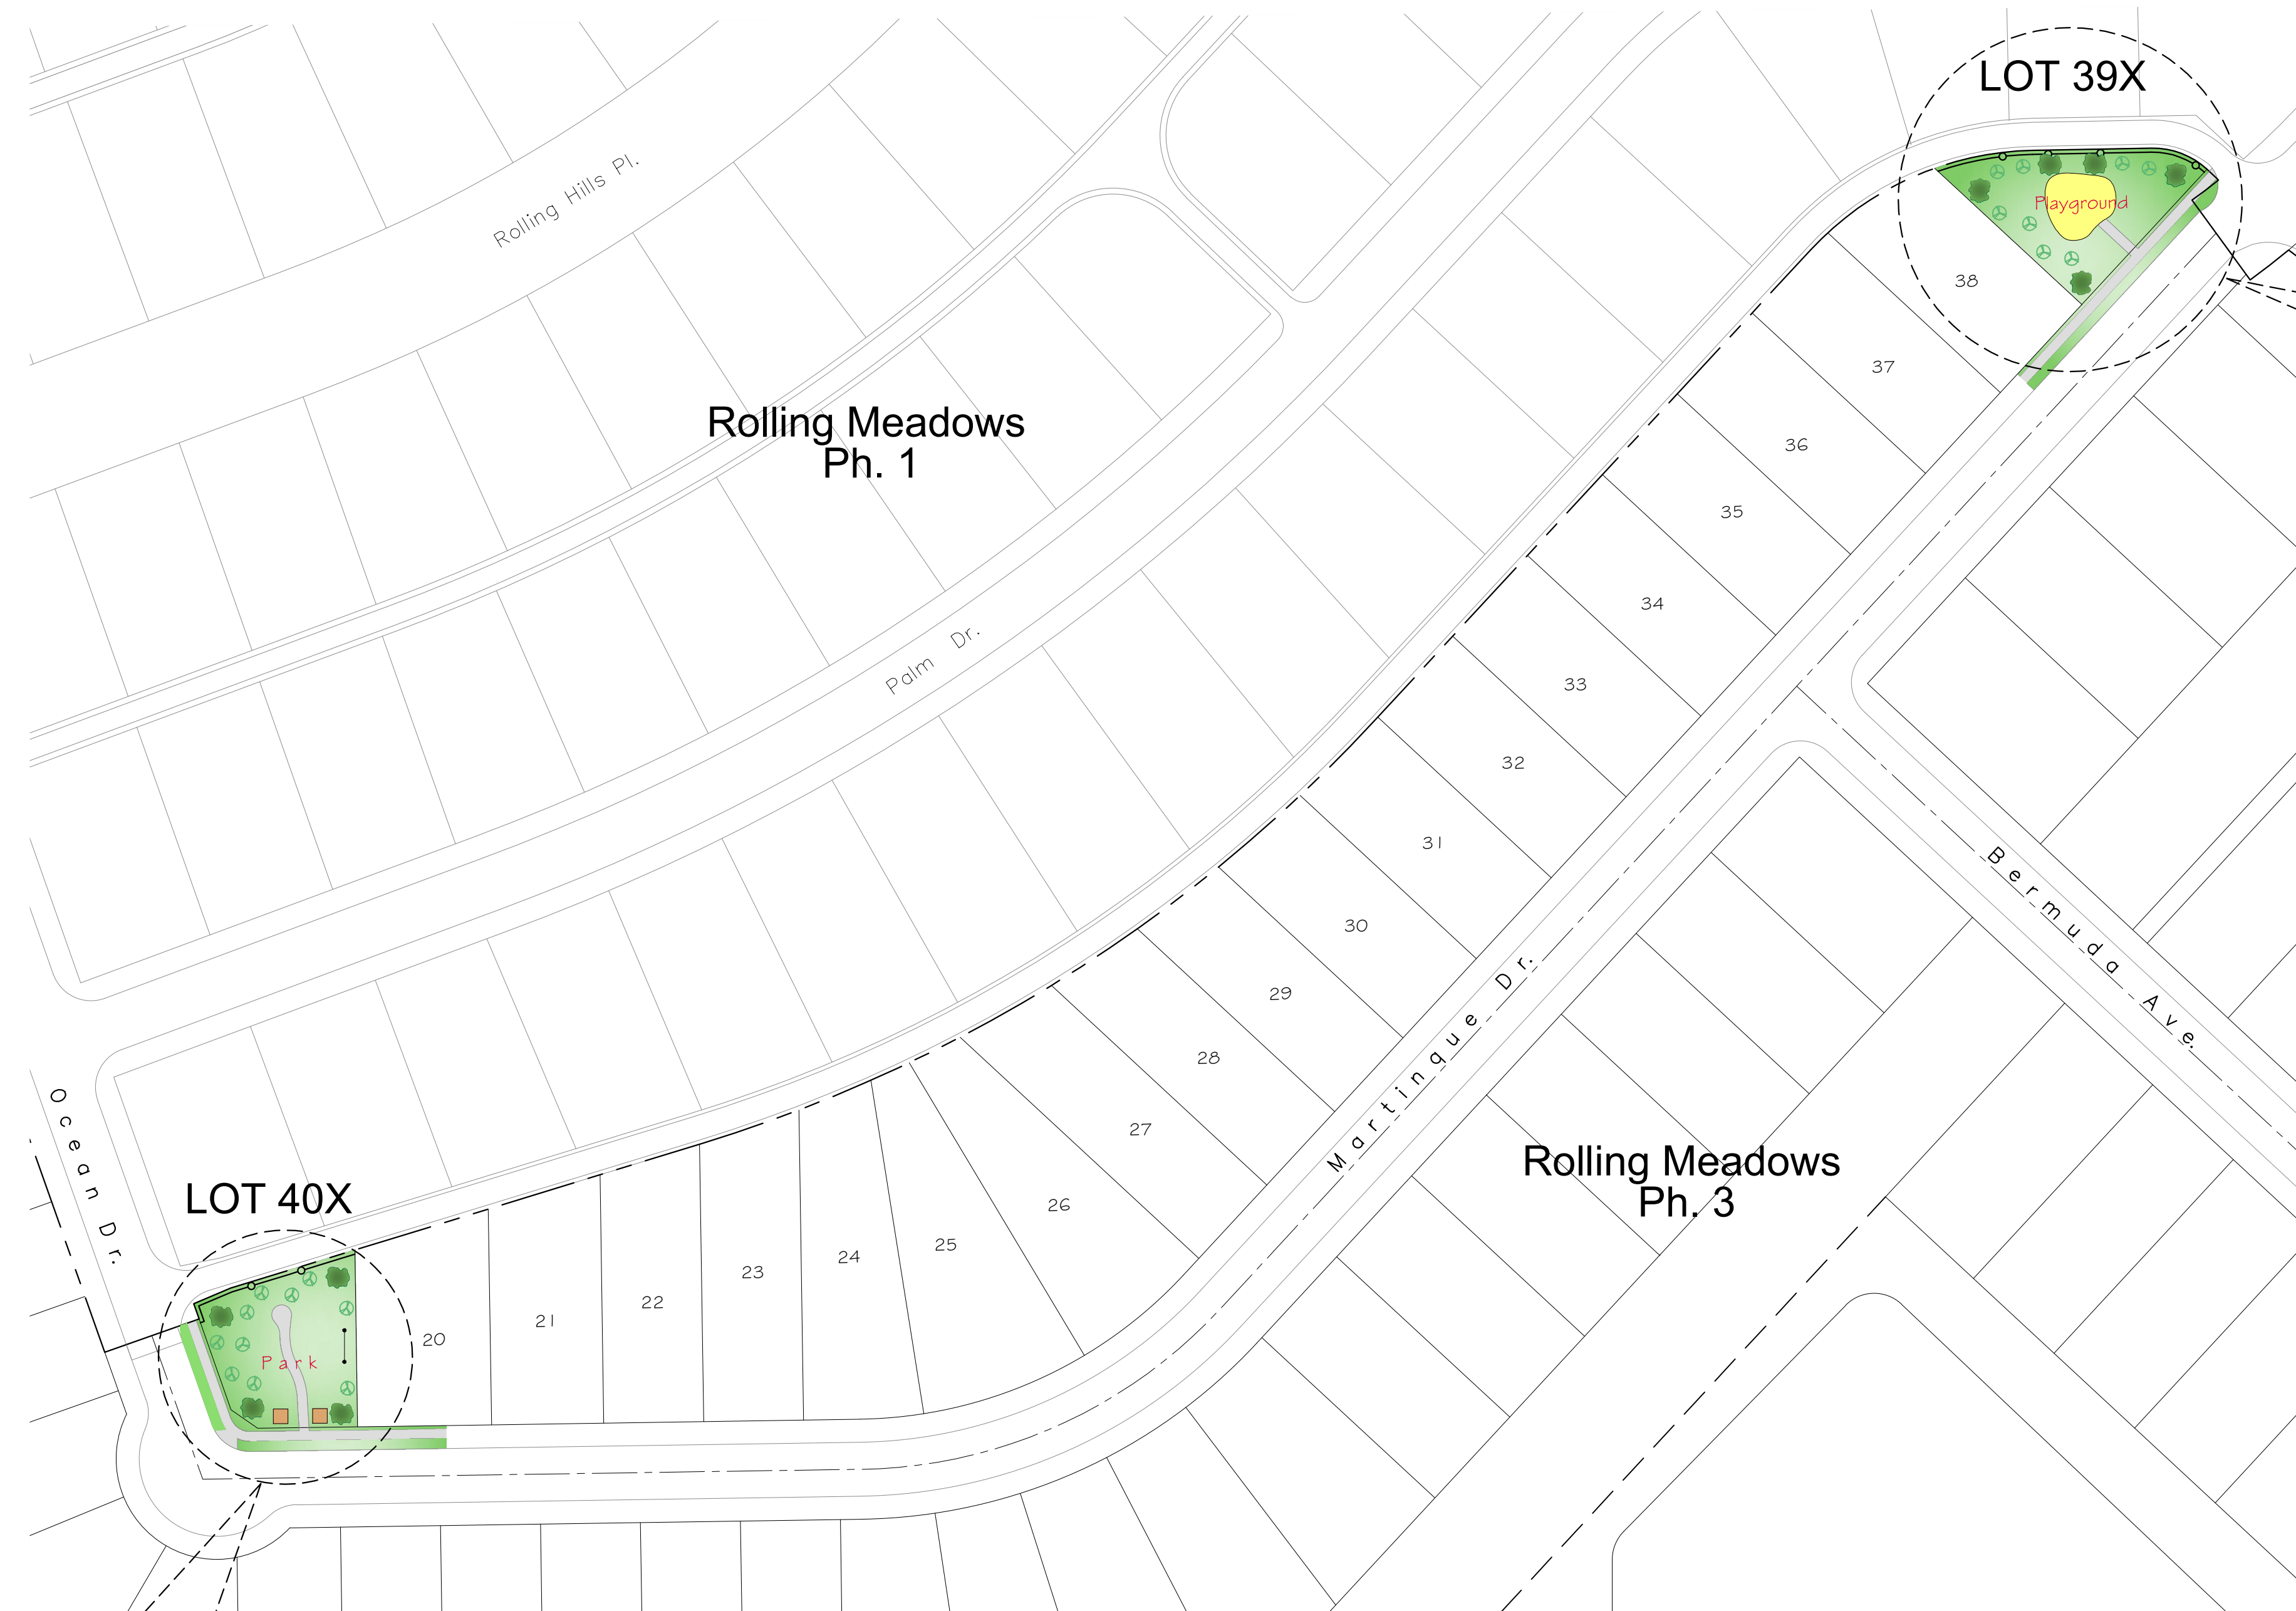 LOT 39X
Playground
Rolling Hills Pl.
38
37
Rolling Meadows
Ph. 1
36
35
34
Palm Dr.
33
32
31
Bermuda Ave.
30
29
Martinque Dr.
28
27
Rolling Meadows
Ph. 3
26
25
24
23
22
21
20
Ocean Dr.
LOT 40X
Park